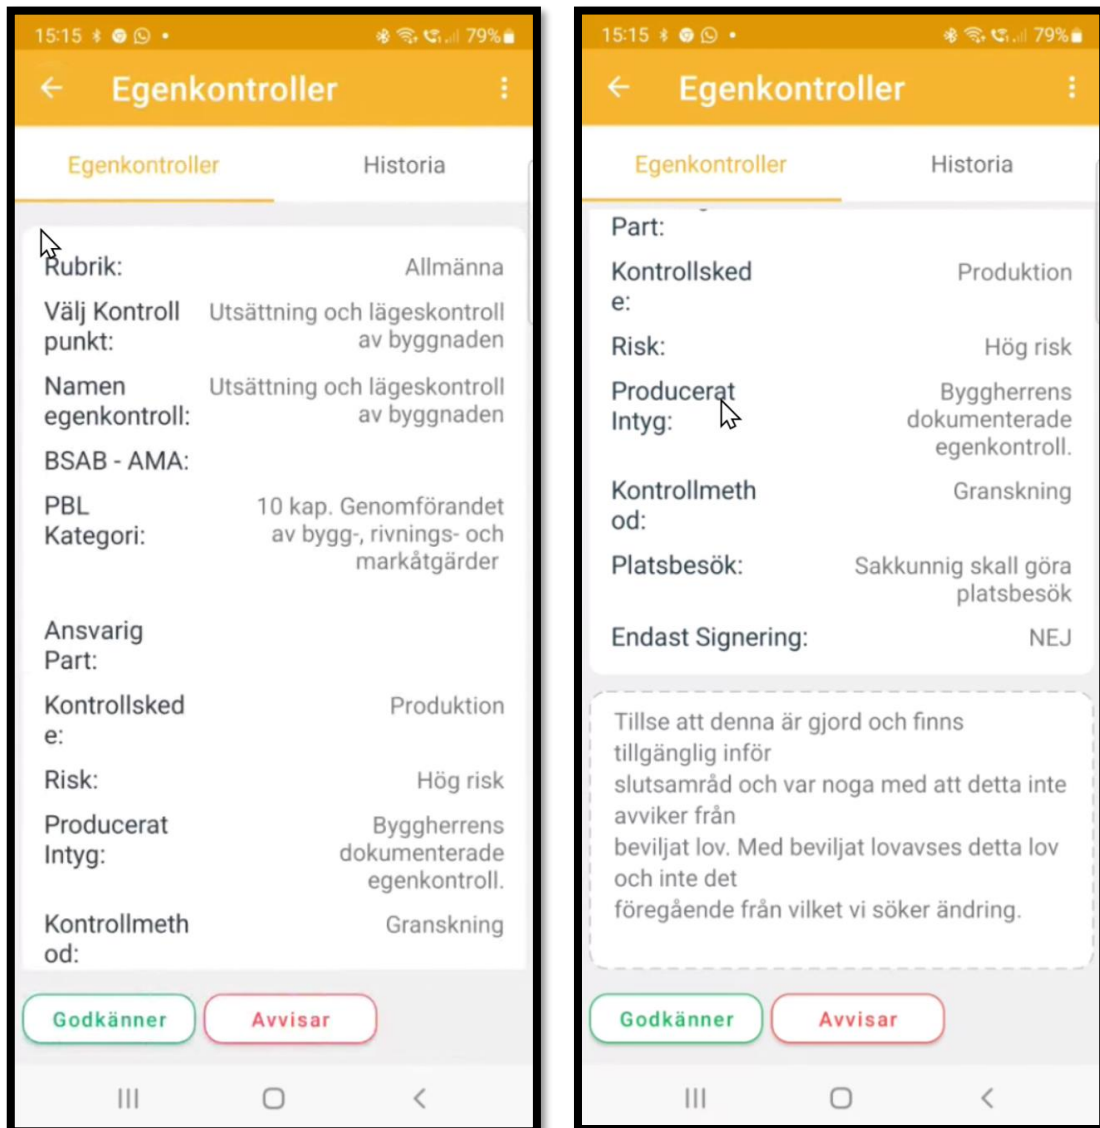 15:15
79%
Egenkontroller
Egenkontroller Historia
Rubrik: Allmänna
Välj Kontroll Utsättning och lägeskontroll
punkt: av byggnaden
Namen Utsättning och lägeskontroll
egenkontroll: av byggnaden
BSAB - AMA:
PBL 10 kap. Genomförandet
Kategori: av bygg-, rivnings- och
markåtgärder
Ansvarig
Part:
Kontrollsked Produktion
e:
Risk: Hög risk
Producerat Byggherrens
Intyg: dokumenterade
egenkontroll.
Kontrollmeth Granskning
od:
Godkänner Avvisar
15:15
79%
Egenkontroller
Egenkontroller Historia
Part:
Kontrollsked Produktion
e:
Risk: Hög risk
Producerat Byggherrens
Intyg: dokumenterade
egenkontroll.
Kontrollmeth Granskning
od:
Platsbesök: Sakkunnig skall göra
platsbesök
Endast Signering: NEJ
Tillse att denna är gjord och finns
tillgänglig inför
slutsamråd och var noga med att detta inte
avviker från
beviljat lov. Med beviljat lovavses detta lov
och inte det
föregående från vilket vi söker ändring.
Godkänner Avvisar